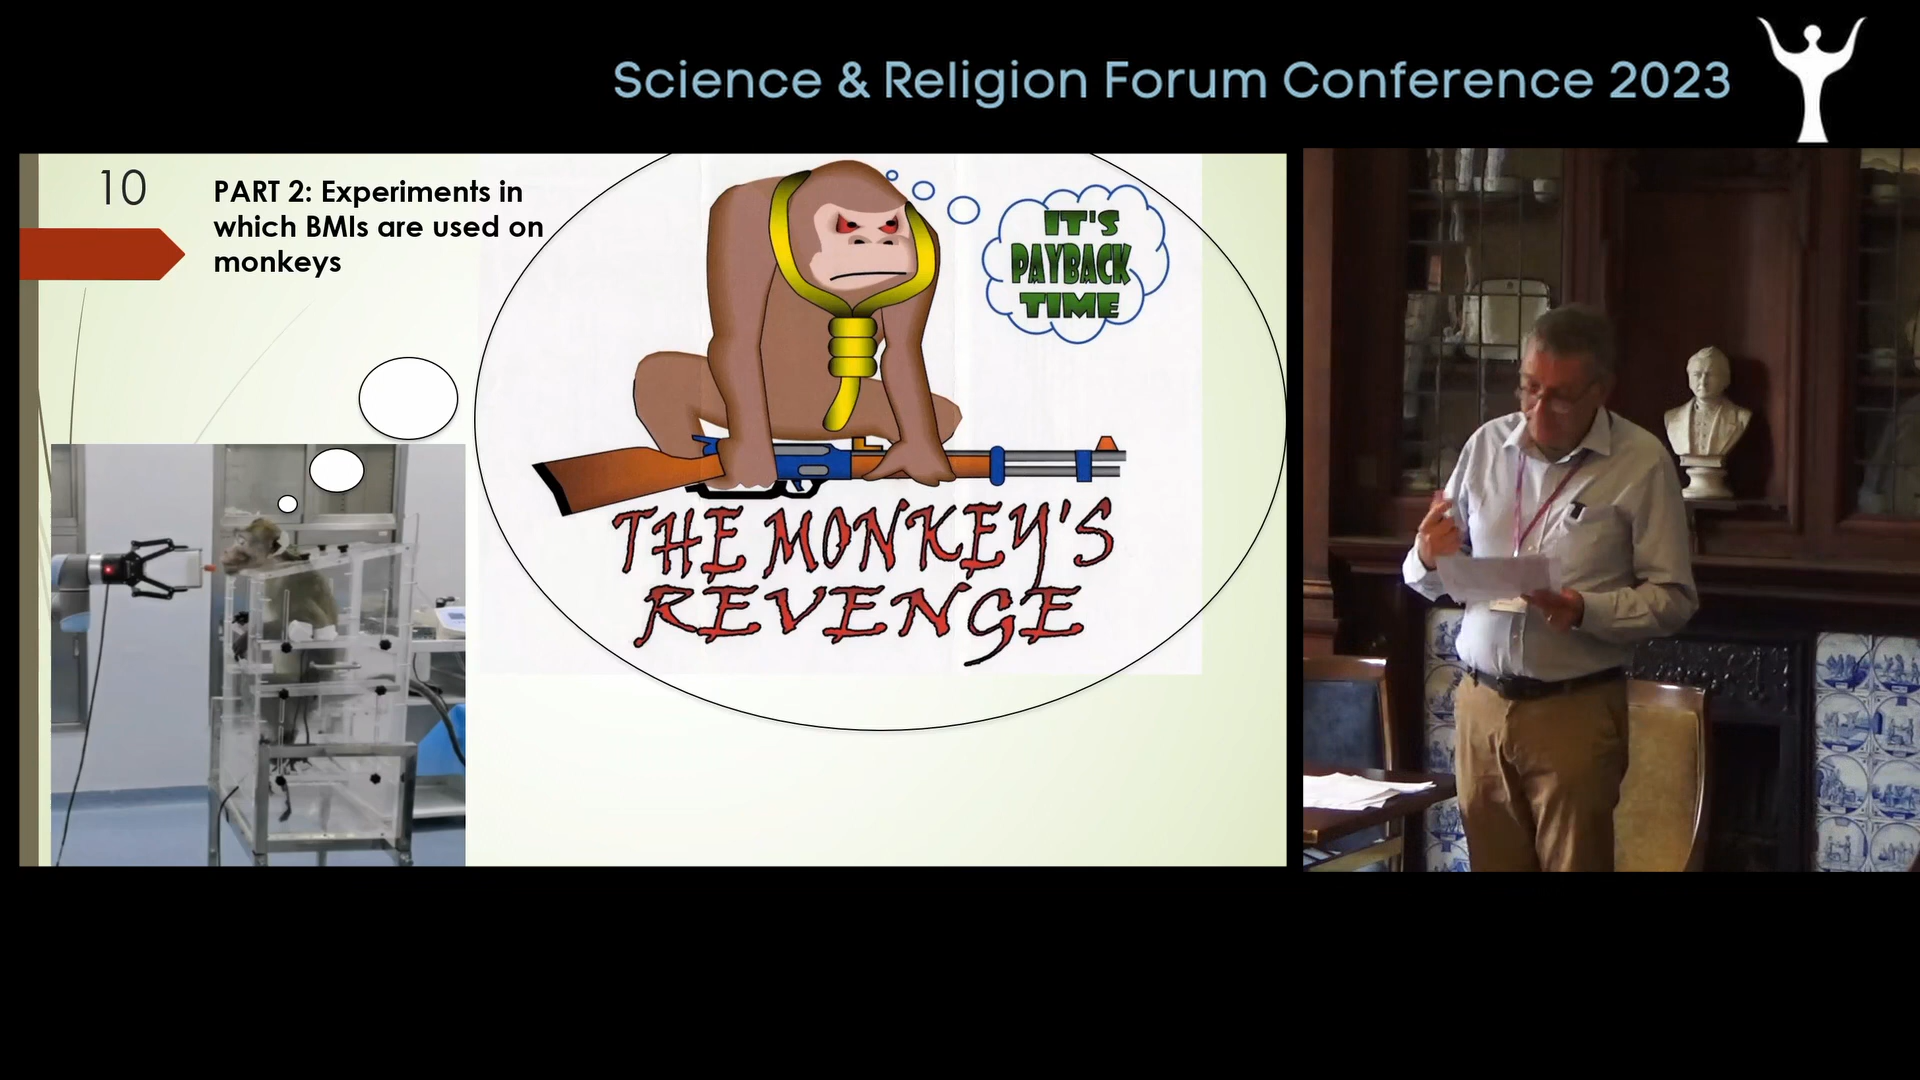 Science & Religion Forum Conference 2023
10
PART 2: Experiments in
which BMIs are used on
monkeys
IT'S
PAYBACK
TIME
THE MONKEY'S
REVENGE